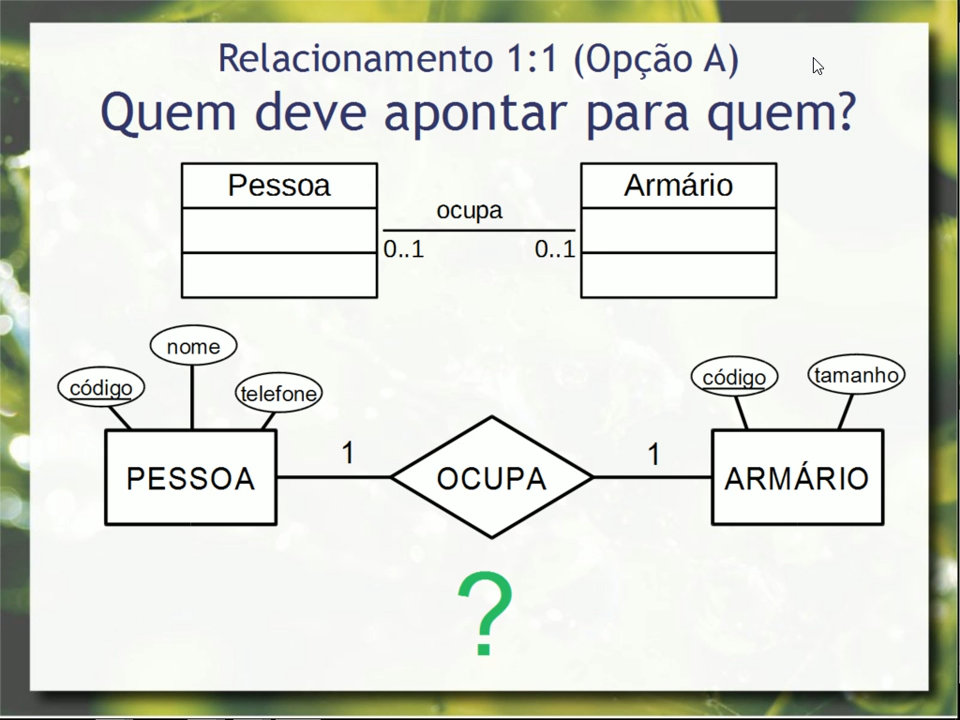 Relacionamento 1:1 (Opção A)
Quem deve apontar para quem?
Pessoa
Armário
ocupa
0..1
0..1
nome
código
telefone
código
tamanho
PESSOA
1
OCUPA
1
ARMÁRIO
?